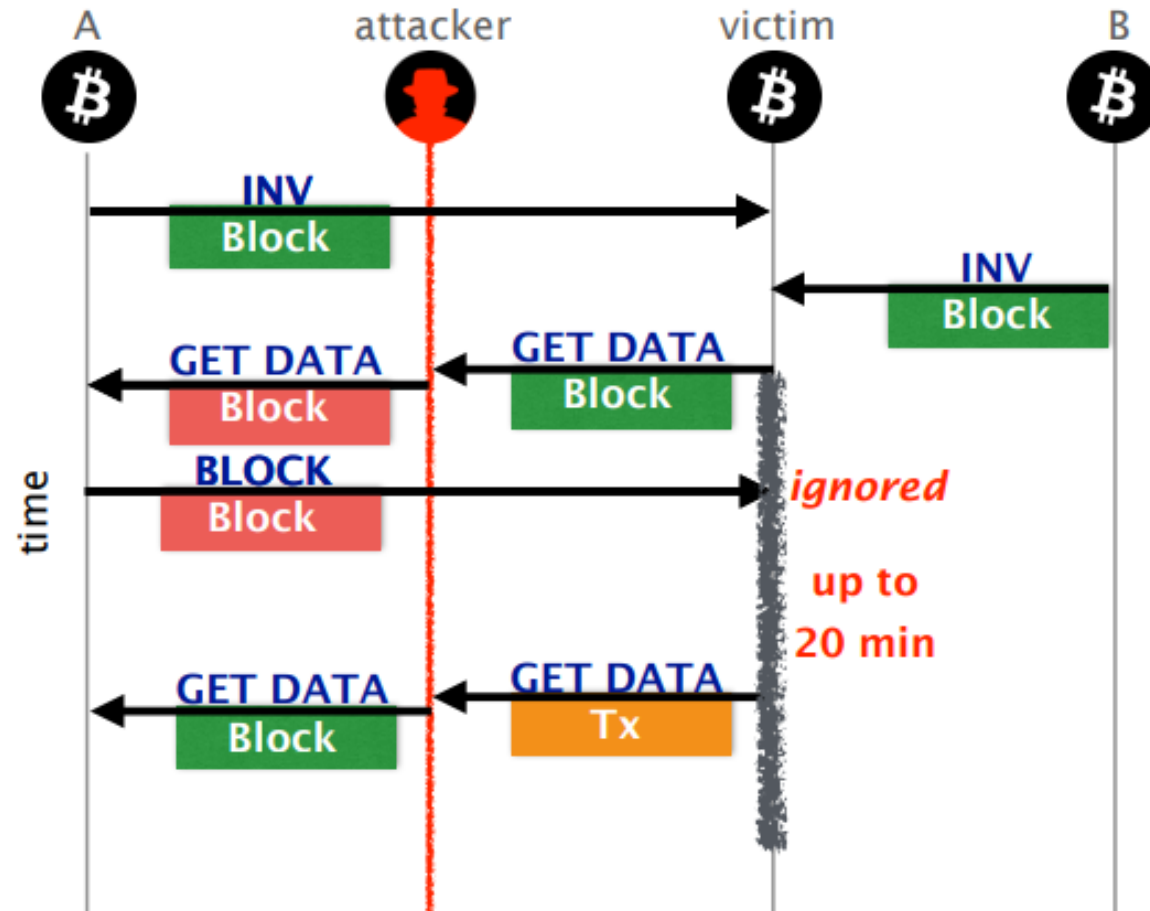 A
attacker
victim
B
INV
Block
INV
Block
GET DATA
Block
GET DATA
Block
BLOCK
Block
ignored
up to
20 min
time
GET DATA
Block
GET DATA
Tx